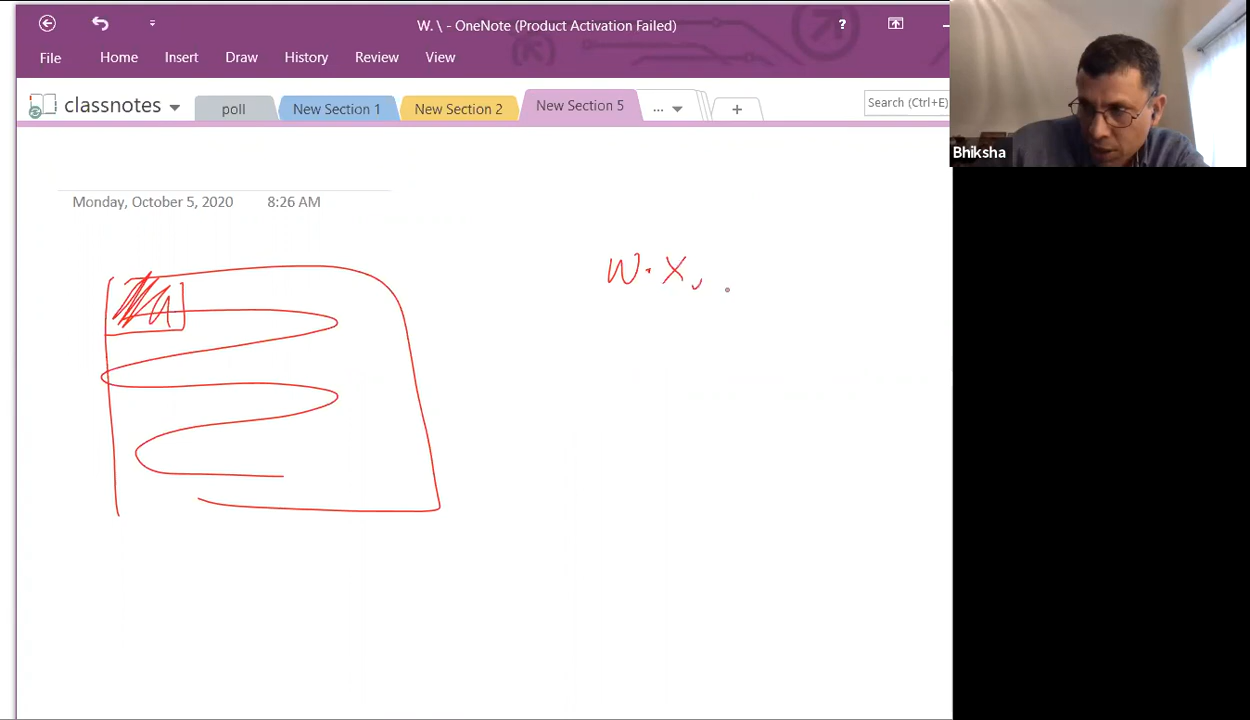 W. \ - OneNote (Product Activation Failed)
?
File Home Insert Draw History Review View
classnotes poll New Section 1 New Section 2 New Section 5 ... + Search (Ctrl+E)
Bhiksha
Monday, October 5, 2020 8:26 AM
W · X,